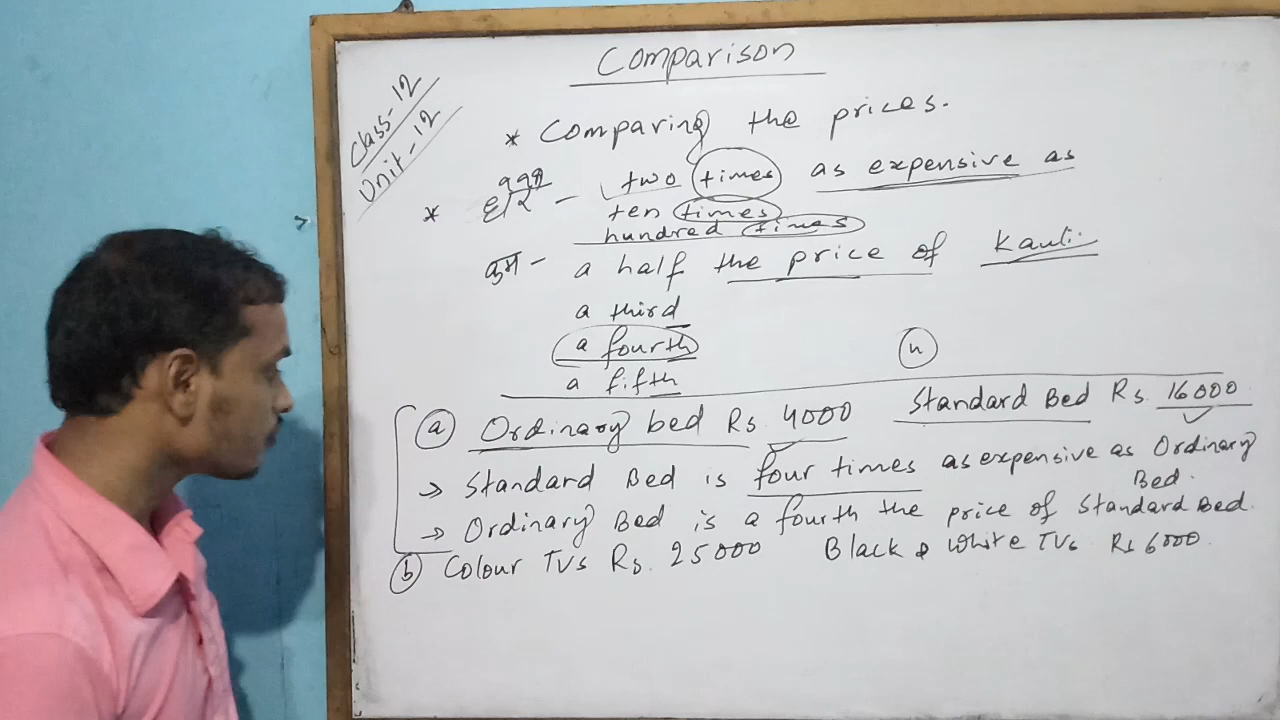 Comparison
Class-12
Unit-12
* Comparing the prices.
* - two times as expensive as
ten times
hundred times
कम - a half the price of Kauli
a third
a fourth
a fifth
(a) Ordinary bed Rs. 4000 Standard Bed Rs. 16000
→ Standard Bed is four times as expensive as Ordinary Bed.
→ Ordinary Bed is a fourth the price of Standard Bed.
(b) Colour TVs Rs. 25000 Black & White TVs Rs 6000.